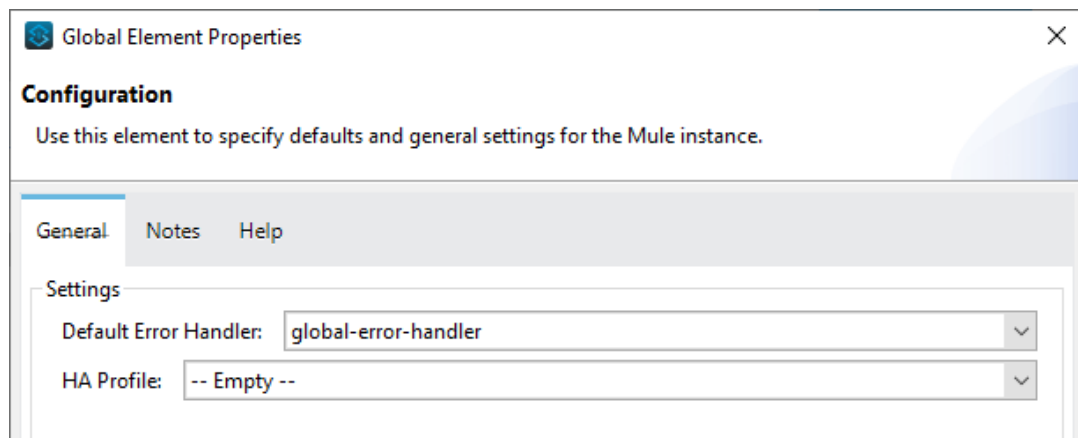 Global Element Properties
Configuration
Use this element to specify defaults and general settings for the Mule instance.
General Notes Help
Settings
Default Error Handler: global-error-handler
HA Profile: -- Empty --